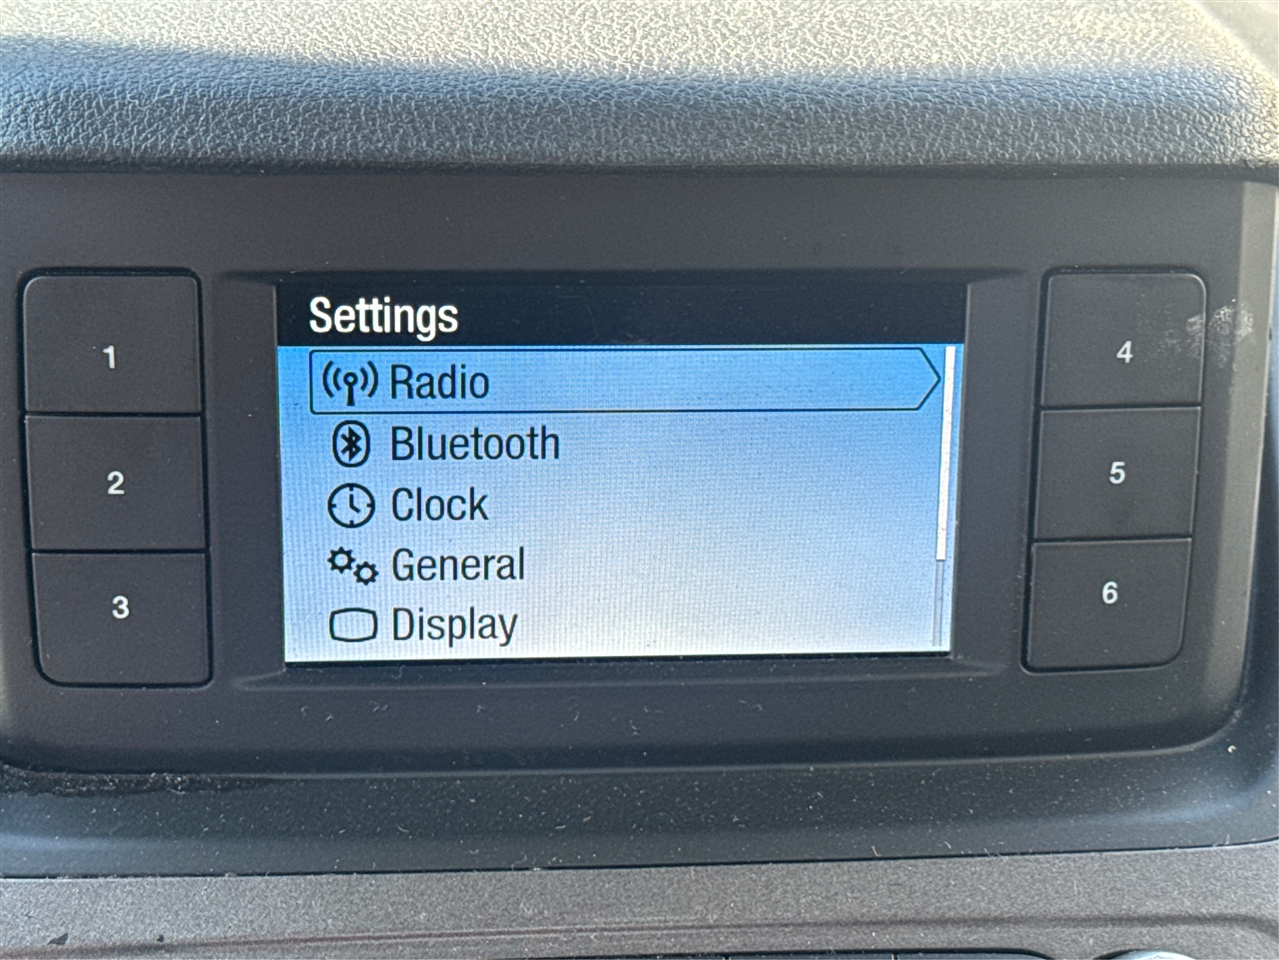 Settings
1
Radio
Bluetooth
2
Clock
General
3
Display
4
5
6